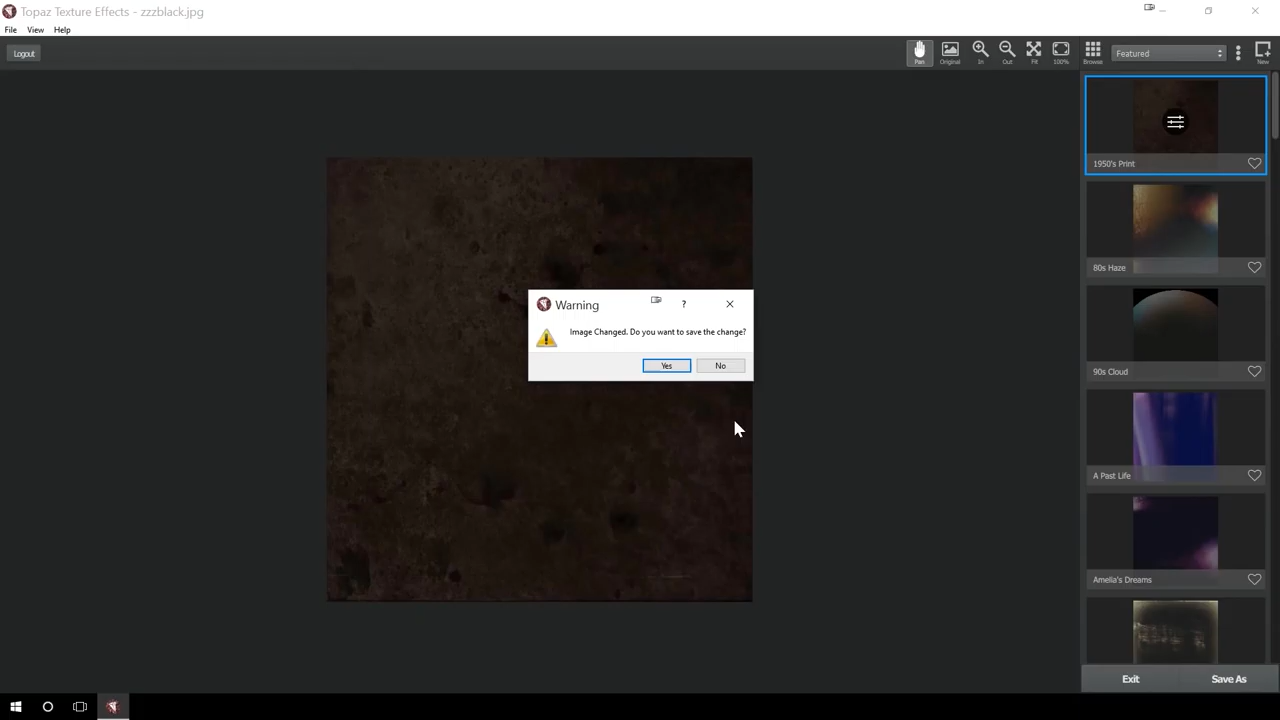 Topaz Texture Effects - zzzblack.jpg
File View Help
Logout
Pan Original In Out Fit 100% Browse Featured New
1950's Print
80s Haze
Warning ?
Image Changed. Do you want to save the change?
Yes No
90s Cloud
A Past Life
Amelia's Dreams
Exit Save As